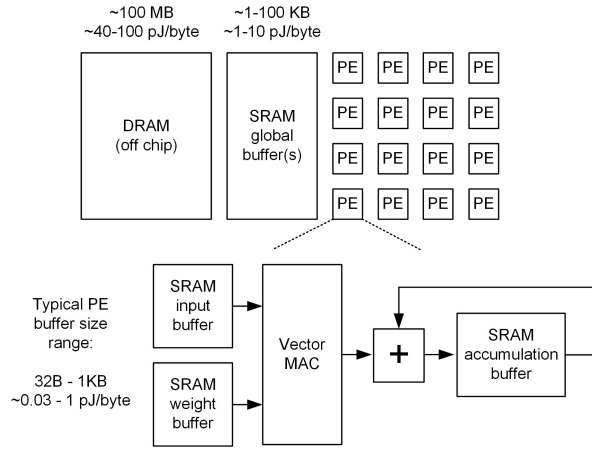 ~100 MB
~40-100 pJ/byte
~1-100 KB
~1-10 pJ/byte
DRAM
(off chip)
SRAM
global
buffer(s)
PE PE PE PE
PE PE PE PE
PE PE PE PE
PE PE PE PE
Typical PE
buffer size
range:
32B - 1KB
~0.03 - 1 pJ/byte
SRAM
input
buffer
SRAM
weight
buffer
Vector
MAC
+
SRAM
accumulation
buffer